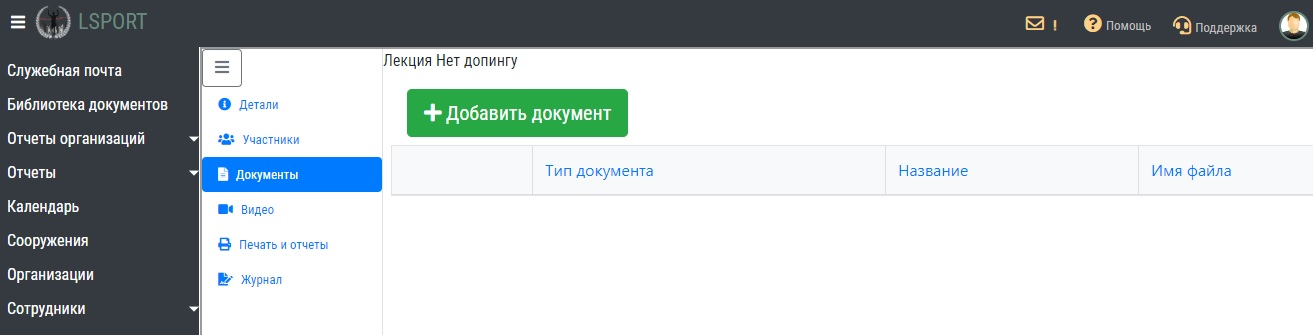 LSPORT
! Помощь Поддержка
Служебная почта
Библиотека документов
Отчеты организаций
Отчеты
Календарь
Сооружения
Организации
Сотрудники
Детали
Участники
Документы
Видео
Печать и отчеты
Журнал
Лекция Нет допингу
Добавить документ
Тип документа Название Имя файла